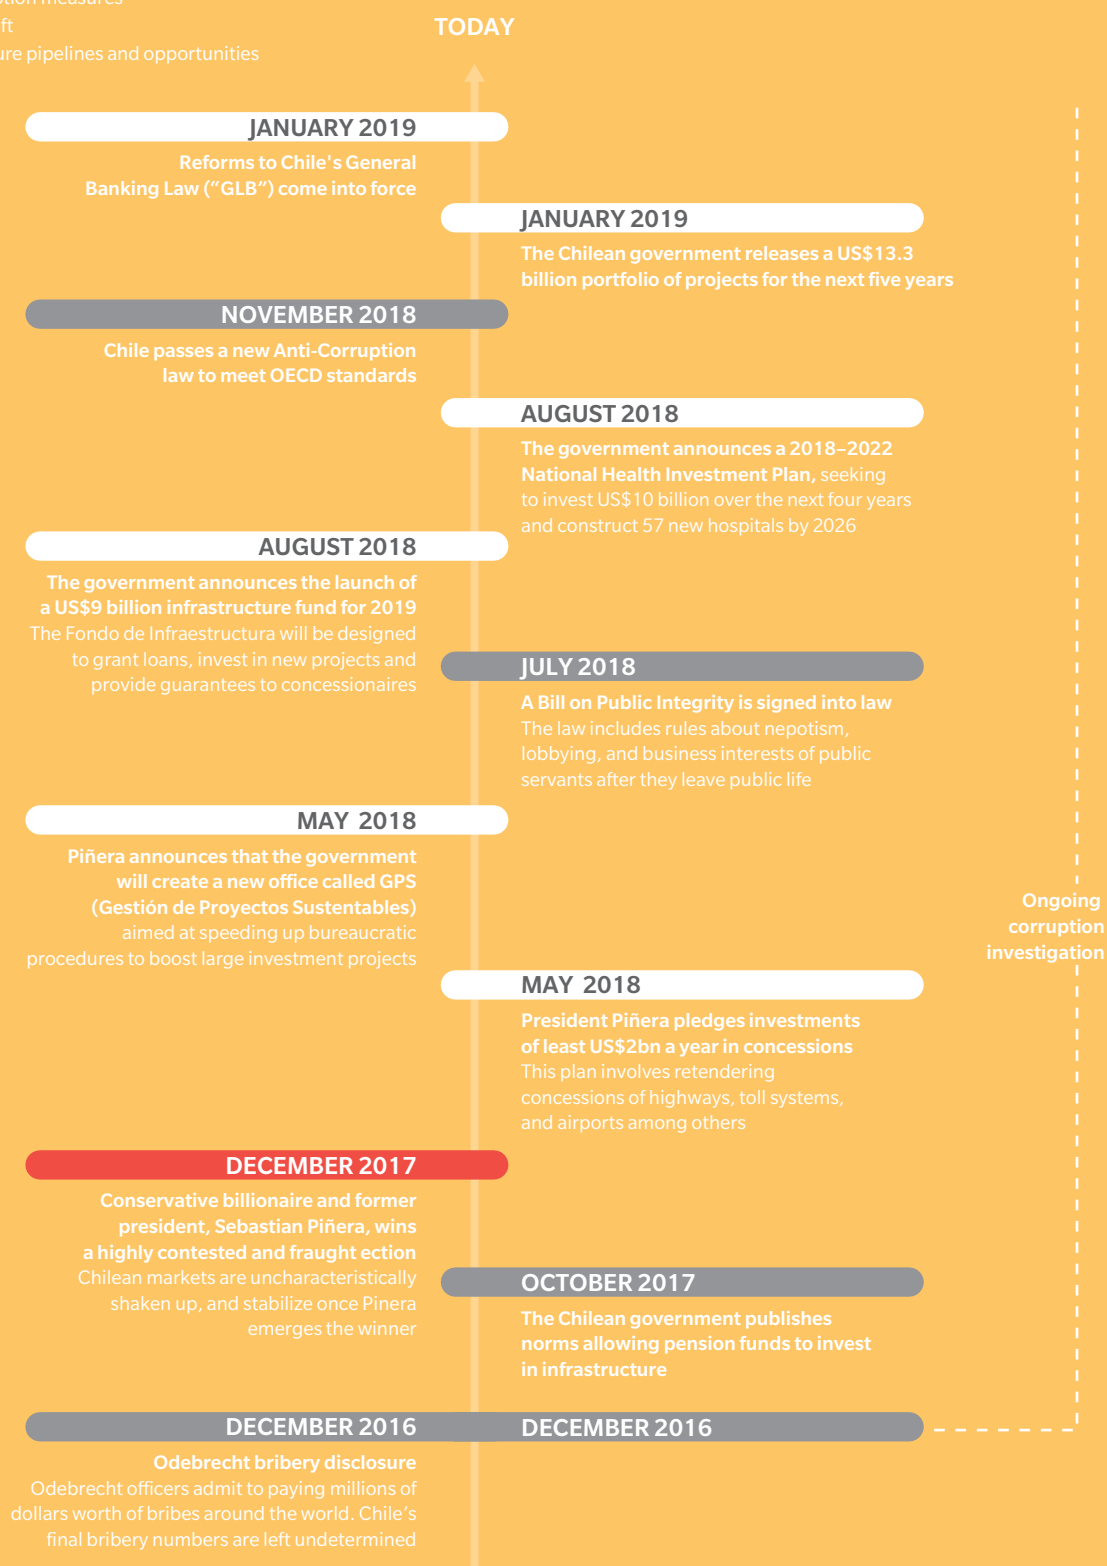 measures
pipelines and opportunities
TODAY
JANUARY 2019
Reforms to Chile's General
Banking Law (“GLB“) come into force
JANUARY 2019
The Chilean government releases a US$13.3
billion portfolio of projects for the next five years
NOVEMBER 2018
Chile passes a new Anti-Corruption
law to meet OECD standards
AUGUST 2018
The government announces a 2018–2022
National Health Investment Plan, seeking
to invest US$10 billion over the next four years
and construct 57 new hospitals by 2026
AUGUST 2018
The government announces the launch of
a US$9 billion infrastructure fund for 2019
The Fondo de Infraestructura will be designed
to grant loans, invest in new projects and
provide guarantees to concessionaires
JULY 2018
A Bill on Public Integrity is signed into law
The law includes rules about nepotism,
lobbying, and business interests of public
servants after they leave public life
MAY 2018
Piñera announces that the government
will create a new office called GPS
(Gestión de Proyectos Sustentables)
aimed at speeding up bureaucratic
procedures to boost large investment projects
Ongoing
corruption
investigation
MAY 2018
President Piñera pledges investments
of least US$2bn a year in concessions
This plan involves retendering
concessions of highways, toll systems,
and airports among others
DECEMBER 2017
Conservative billionaire and former
president, Sebastian Piñera, wins
a highly contested and fraught ection
Chilean markets are uncharacteristically
shaken up, and stabilize once Pinera
emerges the winner
OCTOBER 2017
The Chilean government publishes
norms allowing pension funds to invest
in infrastructure
DECEMBER 2016
Odebrecht bribery disclosure
Odebrecht officers admit to paying millions of
dollars worth of bribes around the world. Chile’s
final bribery numbers are left undetermined
DECEMBER 2016